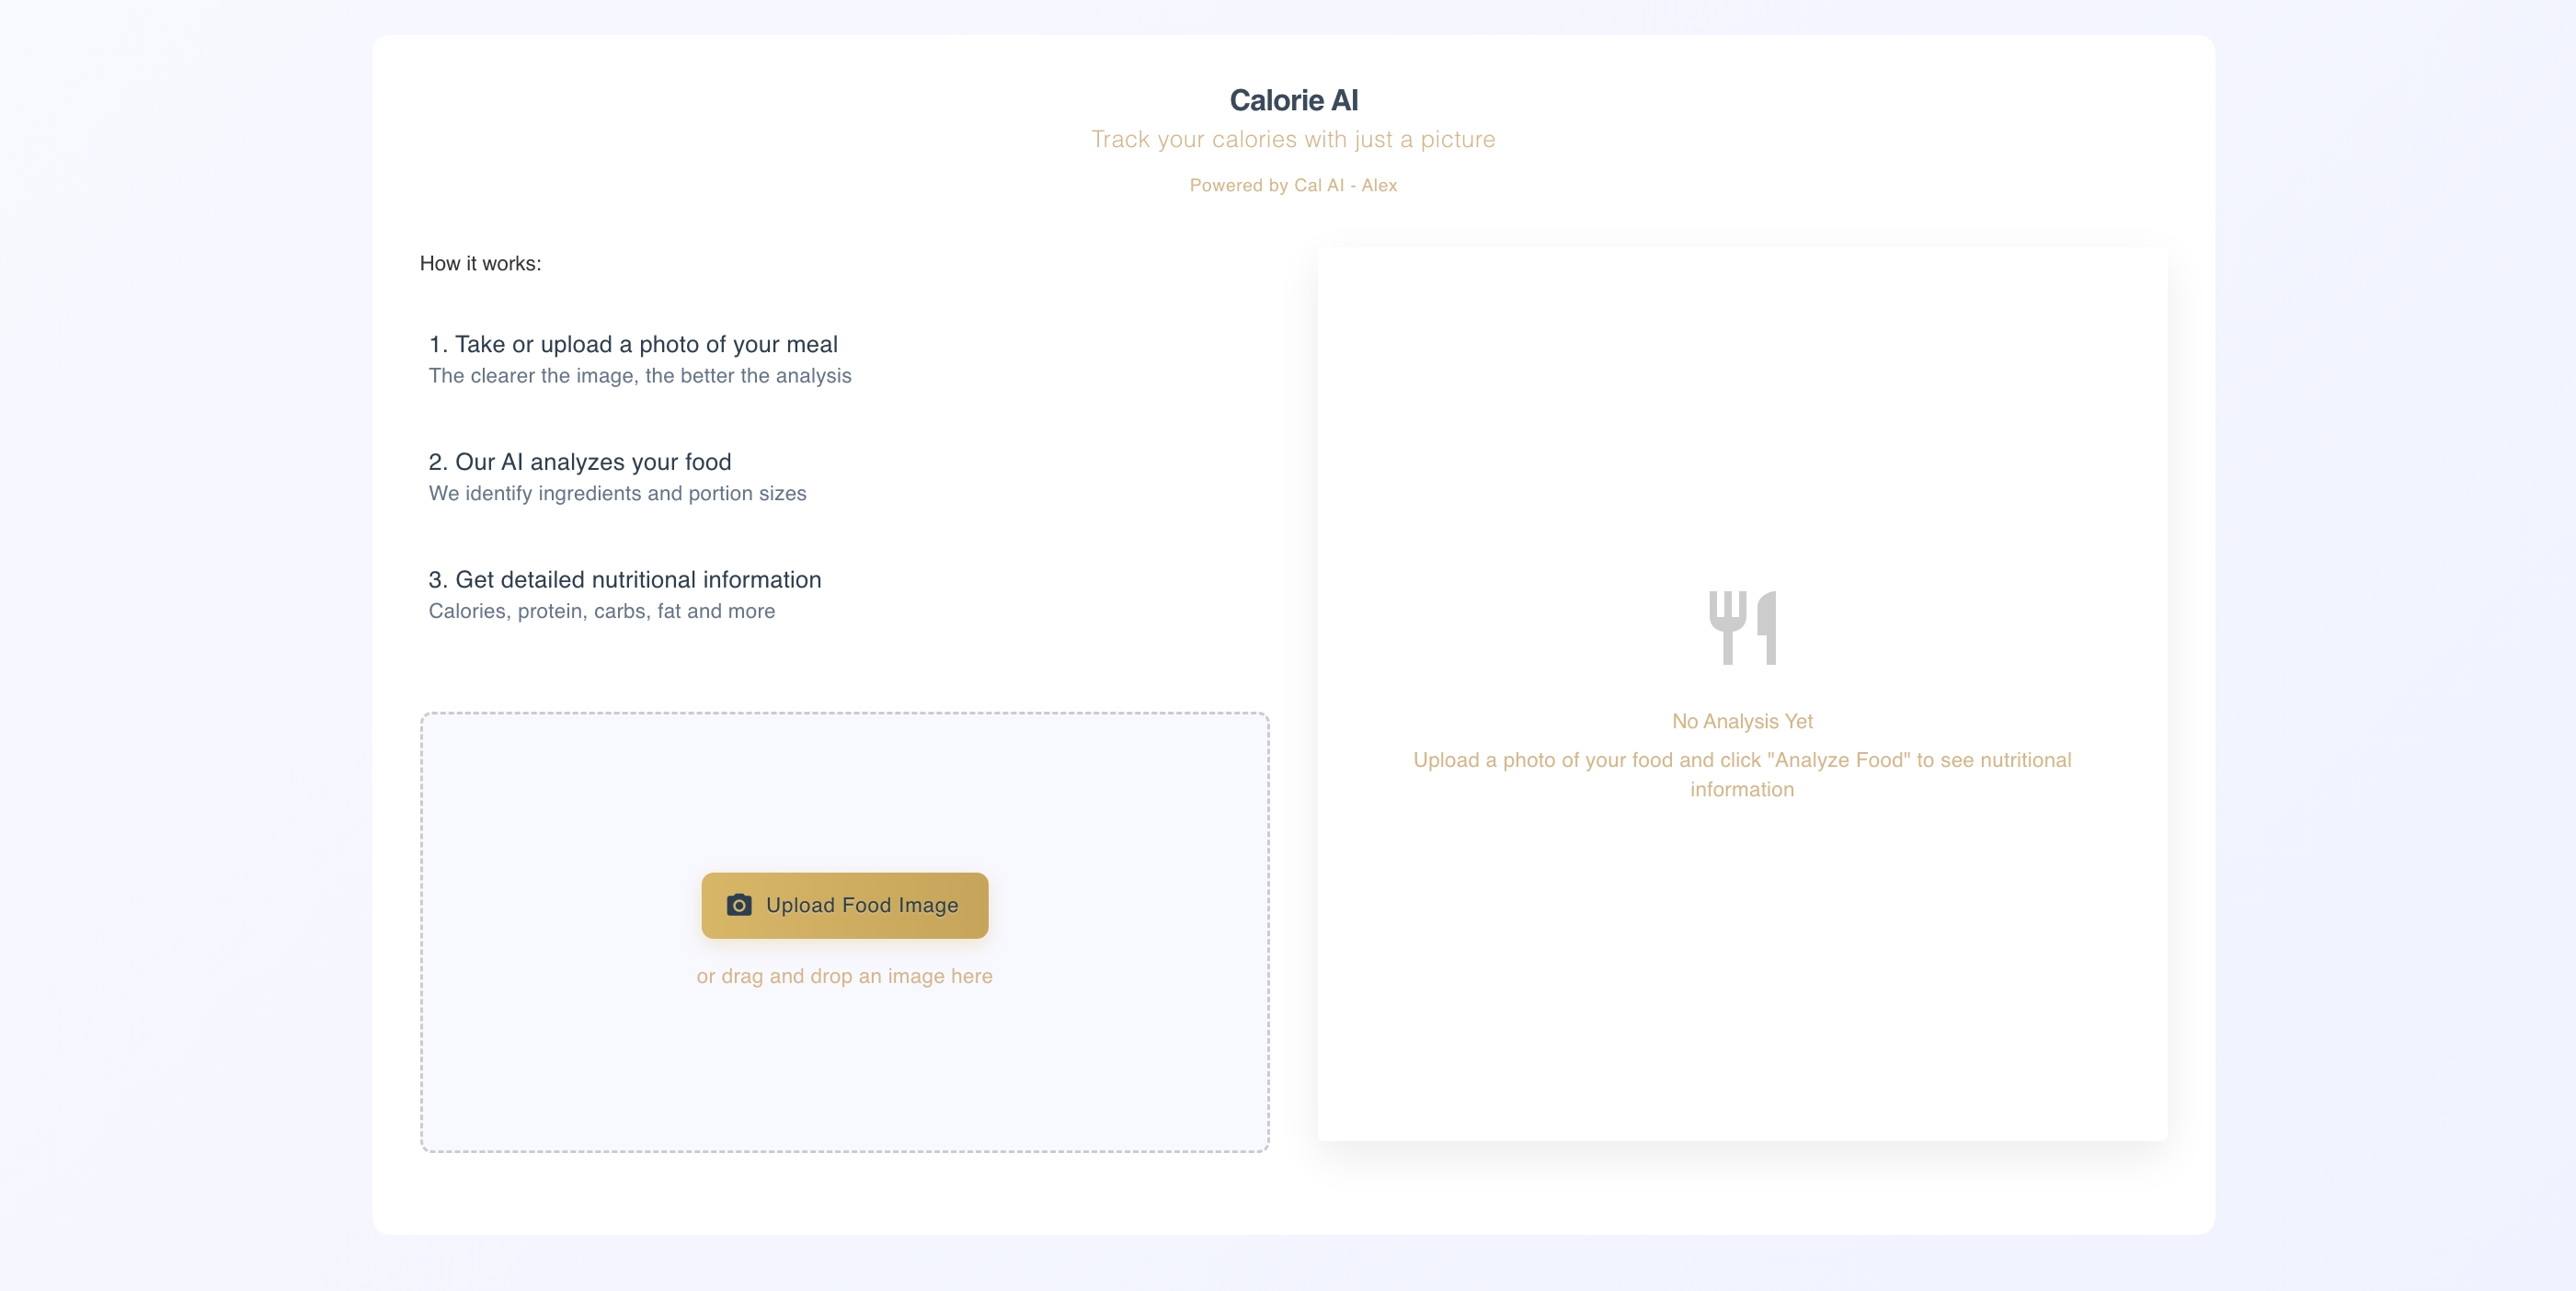 Calorie AI
Track your calories with just a picture
Powered by Cal AI - Alex
How it works:
1. Take or upload a photo of your meal
The clearer the image, the better the analysis
2. Our AI analyzes your food
We identify ingredients and portion sizes
3. Get detailed nutritional information
Calories, protein, carbs, fat and more
Upload Food Image
or drag and drop an image here
No Analysis Yet
Upload a photo of your food and click "Analyze Food" to see nutritional
information